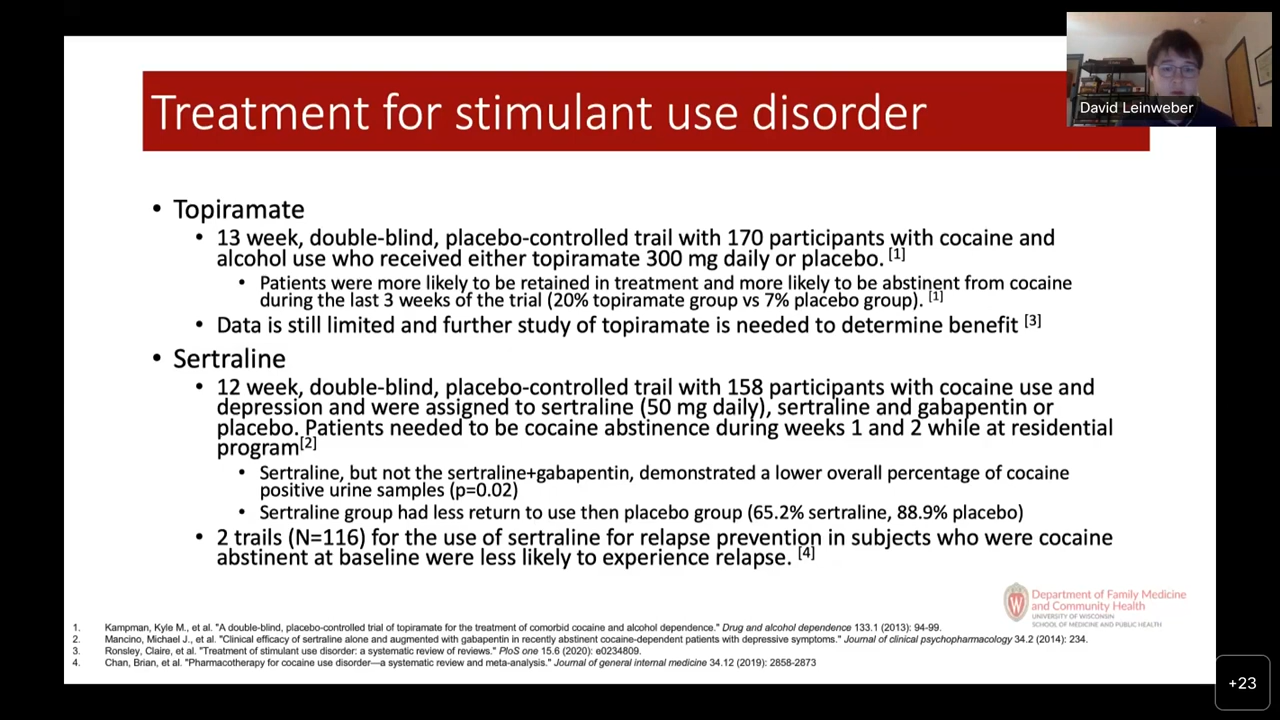 Treatment for stimulant use disorder
David Leinweber
• Topiramate
• 13 week, double-blind, placebo-controlled trail with 170 participants with cocaine and
alcohol use who received either topiramate 300 mg daily or placebo. [1]
• Patients were more likely to be retained in treatment and more likely to be abstinent from cocaine
during the last 3 weeks of the trial (20% topiramate group vs 7% placebo group). [1]
• Data is still limited and further study of topiramate is needed to determine benefit [3]
• Sertraline
• 12 week, double-blind, placebo-controlled trail with 158 participants with cocaine use and
depression and were assigned to sertraline (50 mg daily), sertraline and gabapentin or
placebo. Patients needed to be cocaine abstinence during weeks 1 and 2 while at residential
program[2]
• Sertraline, but not the sertraline+gabapentin, demonstrated a lower overall percentage of cocaine
positive urine samples (p=0.02)
• Sertraline group had less return to use then placebo group (65.2% sertraline, 88.9% placebo)
• 2 trails (N=116) for the use of sertraline for relapse prevention in subjects who were cocaine
abstinent at baseline were less likely to experience relapse. [4]
Department of Family Medicine
and Community Health
UNIVERSITY OF WISCONSIN
SCHOOL OF MEDICINE AND PUBLIC HEALTH
1. Kampman, Kyle M., et al. "A double-blind, placebo-controlled trial of topiramate for the treatment of comorbid cocaine and alcohol dependence." Drug and alcohol dependence 133.1 (2013): 94-99.
2. Mancino, Michael J., et al. "Clinical efficacy of sertraline alone and augmented with gabapentin in recently abstinent cocaine-dependent patients with depressive symptoms." Journal of clinical psychopharmacology 34.2 (2014): 234.
3. Ronsley, Claire, et al. "Treatment of stimulant use disorder: a systematic review of reviews." PloS one 15.6 (2020): e0234809.
4. Chan, Brian, et al. "Pharmacotherapy for cocaine use disorder—a systematic review and meta-analysis." Journal of general internal medicine 34.12 (2019): 2858-2873
+23